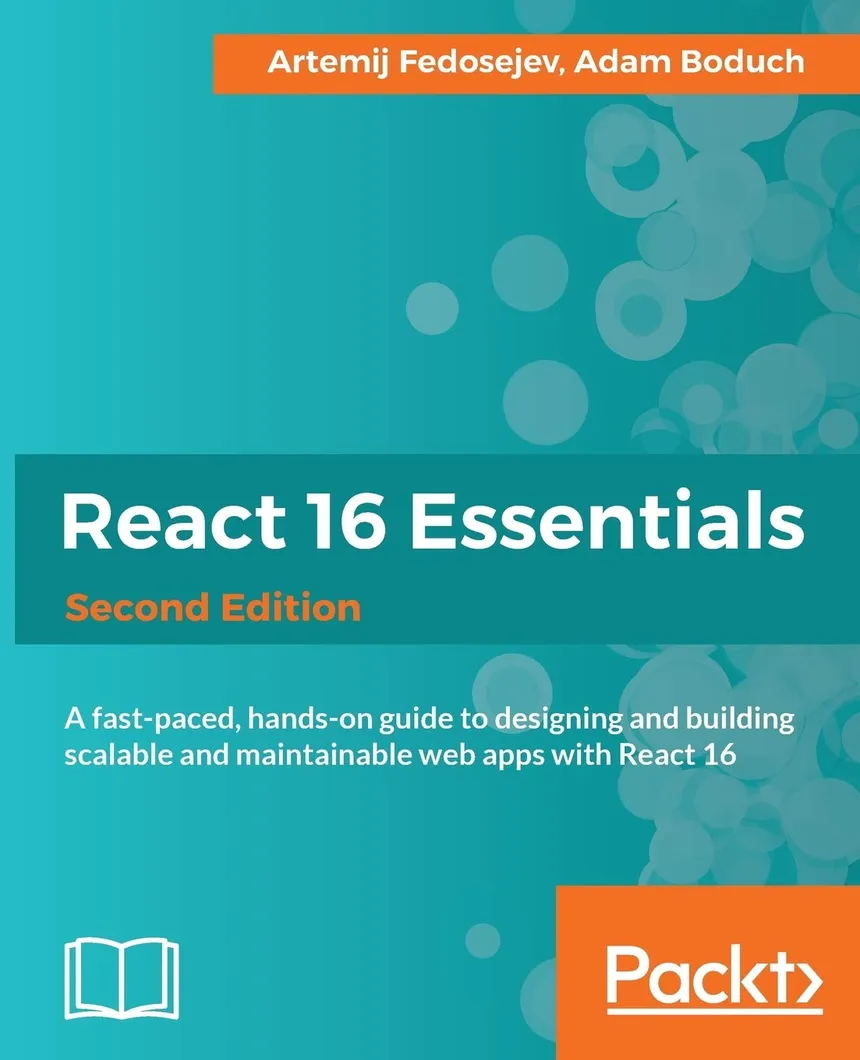 Artemij Fedosejev, Adam Boduch
React 16 Essentials
Second Edition
A fast-paced, hands-on guide to designing and building
scalable and maintainable web apps with React 16
Packt>